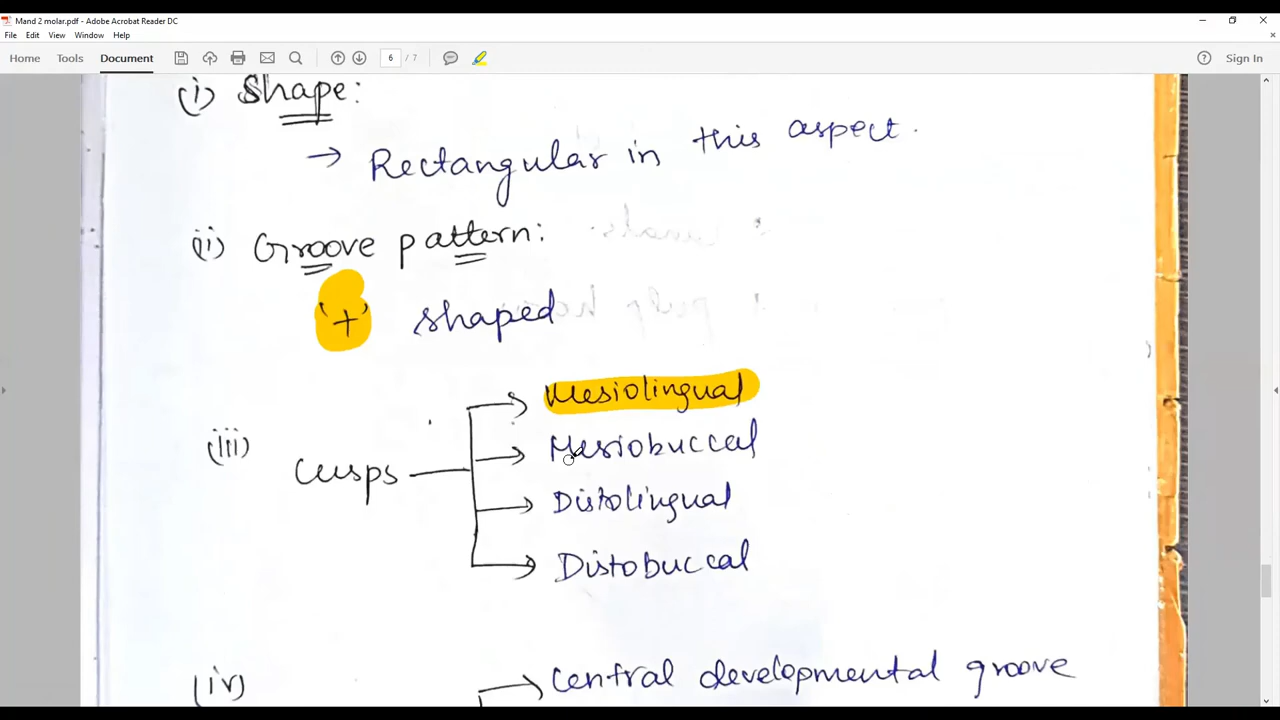 Mand 2 molar.pdf - Adobe Acrobat Reader DC
File Edit View Window Help
Home Tools Document 6 / 7 Sign In
(i) Shape:
→ Rectangular in this aspect.
(ii) Groove pattern:
'+' shaped
(iii) Cusps → Mesiolingual
→ Mesiobuccal
→ Distolingual
→ Distobuccal
(iv) → Central developmental groove